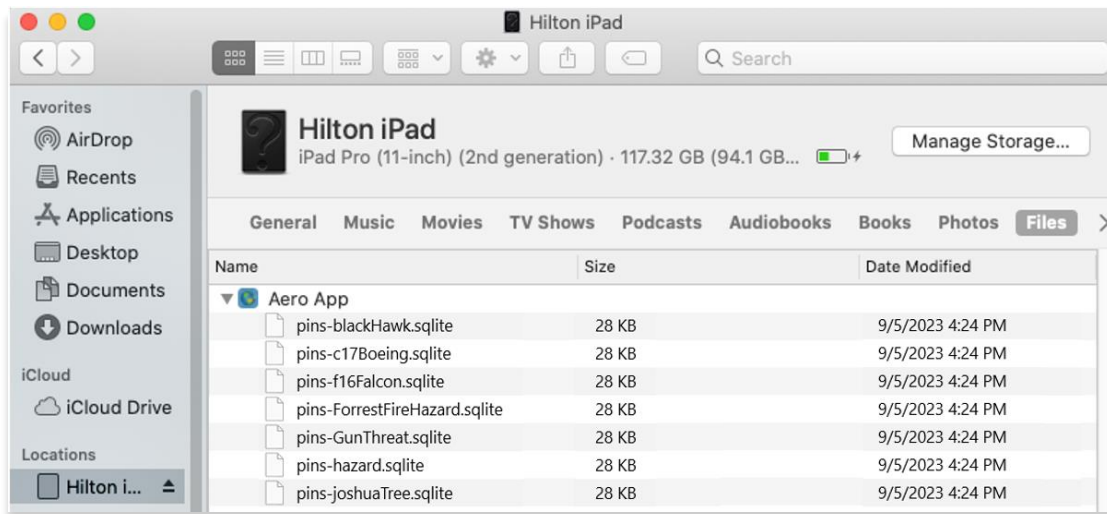 Hilton iPad
Search
Favorites
AirDrop
Recents
Applications
Desktop
Documents
Downloads
iCloud
iCloud Drive
Locations
Hilton i...
Hilton iPad
iPad Pro (11-inch) (2nd generation) · 117.32 GB (94.1 GB...
Manage Storage...
General Music Movies TV Shows Podcasts Audiobooks Books Photos Files
Name Size Date Modified
Aero App
pins-blackHawk.sqlite 28 KB 9/5/2023 4:24 PM
pins-c17Boeing.sqlite 28 KB 9/5/2023 4:24 PM
pins-f16Falcon.sqlite 28 KB 9/5/2023 4:24 PM
pins-ForrestFireHazard.sqlite 28 KB 9/5/2023 4:24 PM
pins-GunThreat.sqlite 28 KB 9/5/2023 4:24 PM
pins-hazard.sqlite 28 KB 9/5/2023 4:24 PM
pins-joshuaTree.sqlite 28 KB 9/5/2023 4:24 PM